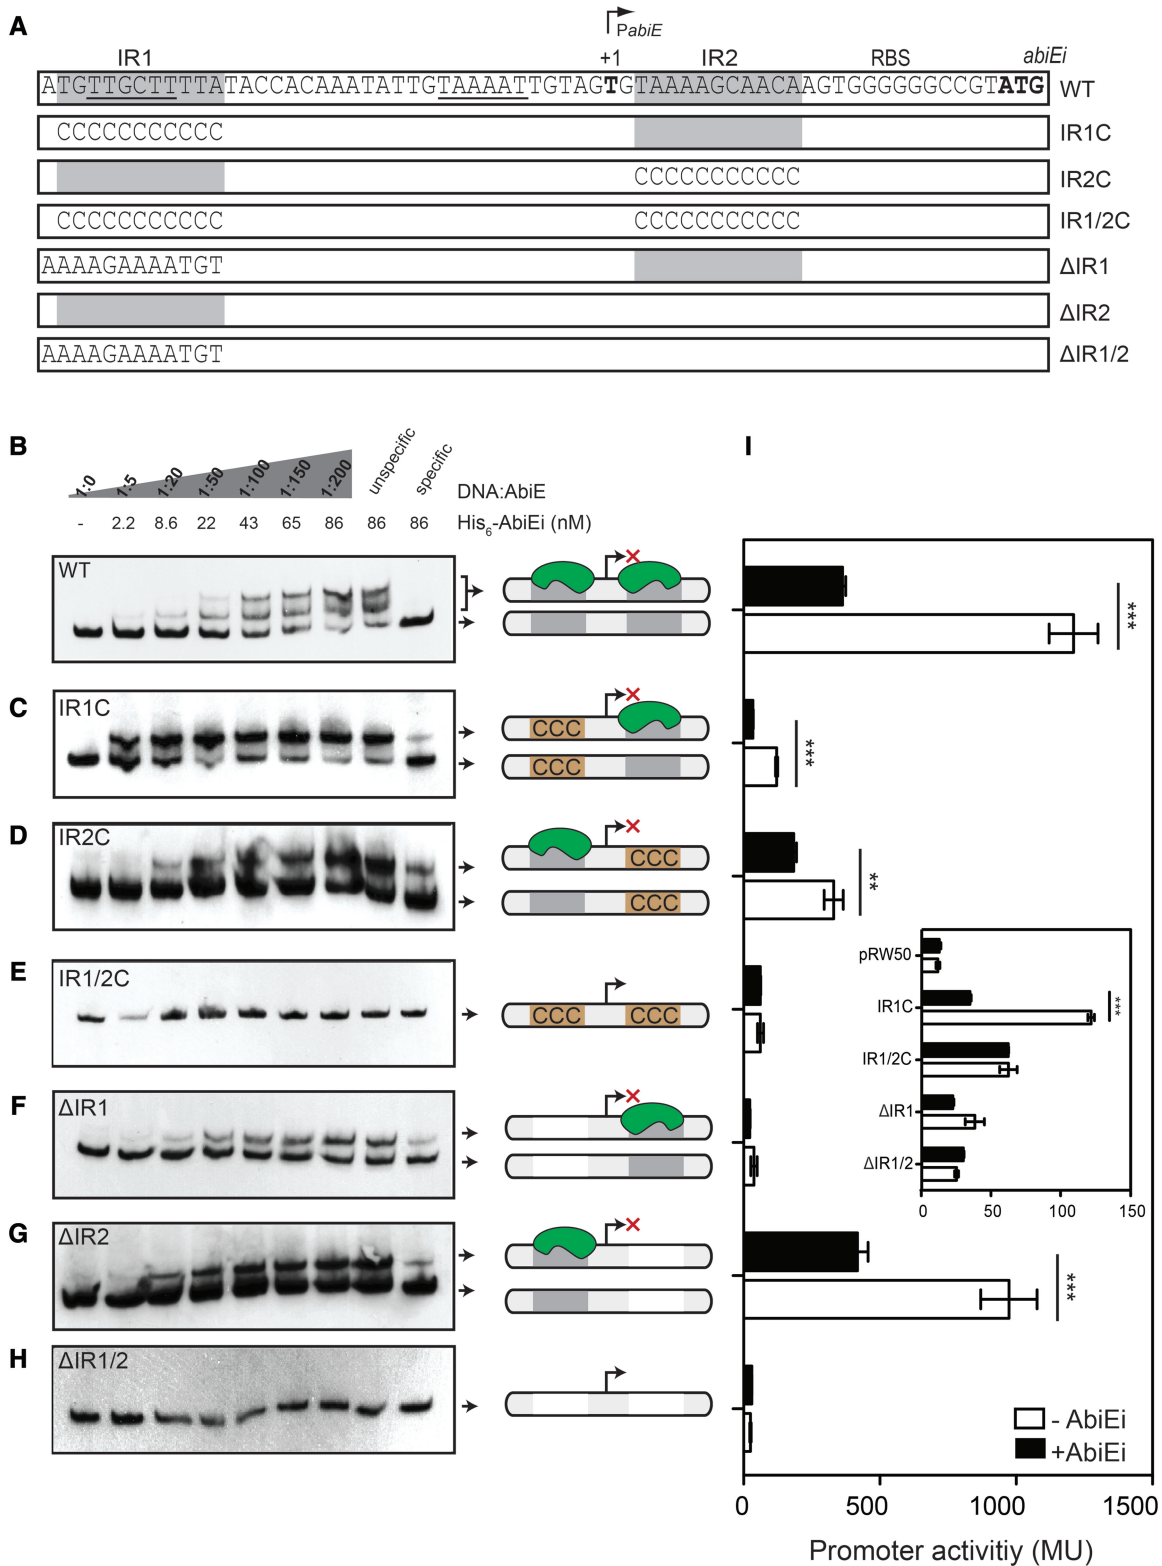 A
PabiE
IR1 +1 IR2 RBS abiEi
ATGTTGCTTTTATACCACAAATATTGTAAAATTGTAGTGTAAAAGCAACAAGTGGGGGGCCGTATG WT
CCCCCCCCCCC IR1C
CCCCCCCCCCC IR2C
CCCCCCCCCCC CCCCCCCCCCC IR1/2C
AAAAGAAAATGT ΔIR1
ΔIR2
AAAAGAAAATGT ΔIR1/2
B
1:0 1:5 1:20 1:50 1:100 1:150 1:200 unspecific specific DNA:AbiE
- 2.2 8.6 22 43 65 86 86 86 His6-AbiEi (nM)
WT
C
IR1C
CCC
CCC
D
IR2C
CCC
CCC
E
IR1/2C
CCC CCC
F
ΔIR1
G
ΔIR2
H
ΔIR1/2
I
***
***
**
pRW50
IR1C
***
IR1/2C
ΔIR1
ΔIR1/2
0 50 100 150
***
- AbiEi
+AbiEi
0 500 1000 1500
Promoter activitiy (MU)